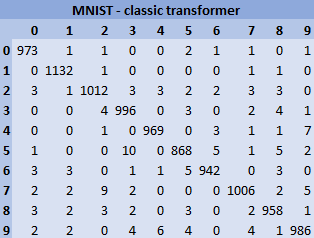 MNIST - classic transformer
0 1 2 3 4 5 6 7 8 9
0 973 1 1 0 0 2 1 1 0 1
1 0 1132 1 0 0 0 0 1 1 0
2 3 1 1012 3 3 2 2 3 3 0
3 0 0 4 996 0 3 0 2 4 1
4 0 0 1 0 969 0 3 1 1 7
5 1 0 0 10 0 868 5 1 5 2
6 3 3 0 1 1 5 942 0 3 0
7 2 2 9 2 0 0 0 1006 2 5
8 3 2 3 2 0 3 0 2 958 1
9 2 2 0 4 6 4 0 4 1 986